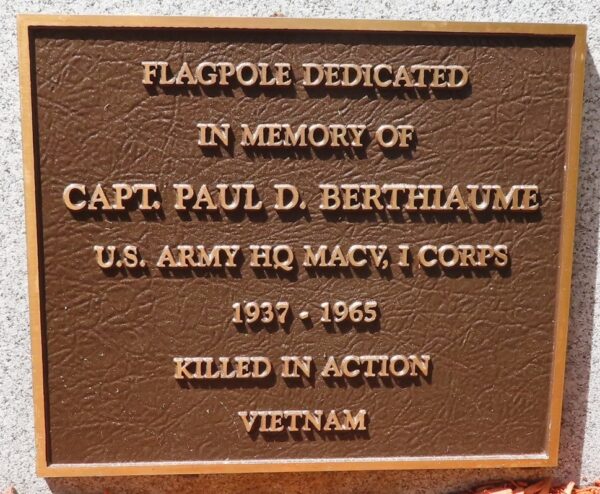 FLAGPOLE DEDICATED
IN MEMORY OF
CAPT. PAUL D. BERTHIAUME
U.S. ARMY HQ MACV, I CORPS
1937 - 1965
KILLED IN ACTION
VIETNAM